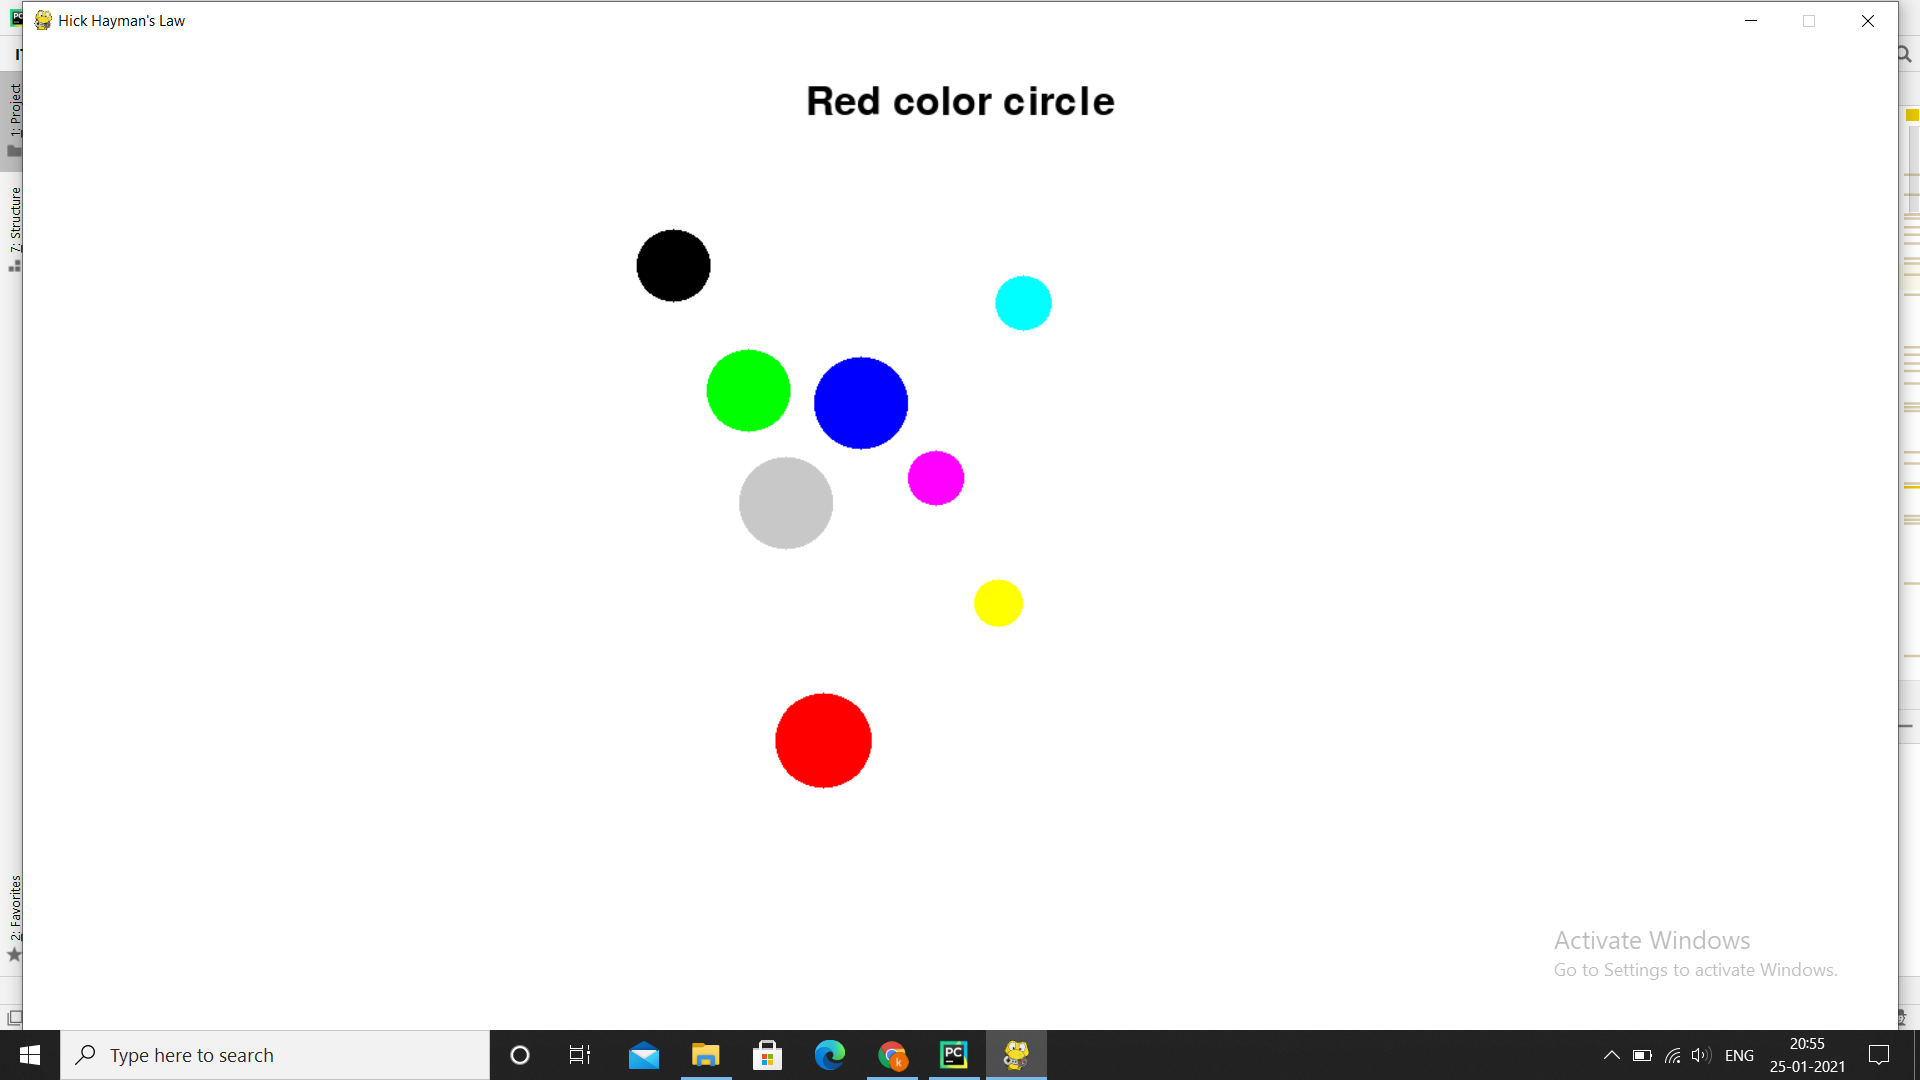 Hick Hayman's Law
1: Project
7: Structure
2: Favorites
Red color circle
Activate Windows
Go to Settings to activate Windows.
Type here to search
PC
k
ENG
20:55
25-01-2021